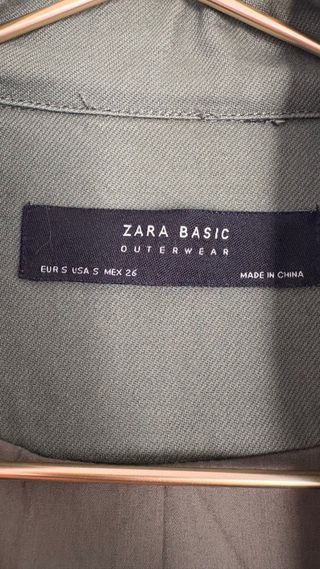 ZARA BASIC
OUTERWEAR
EUR S USA S MEX 26 MADE IN CHINA